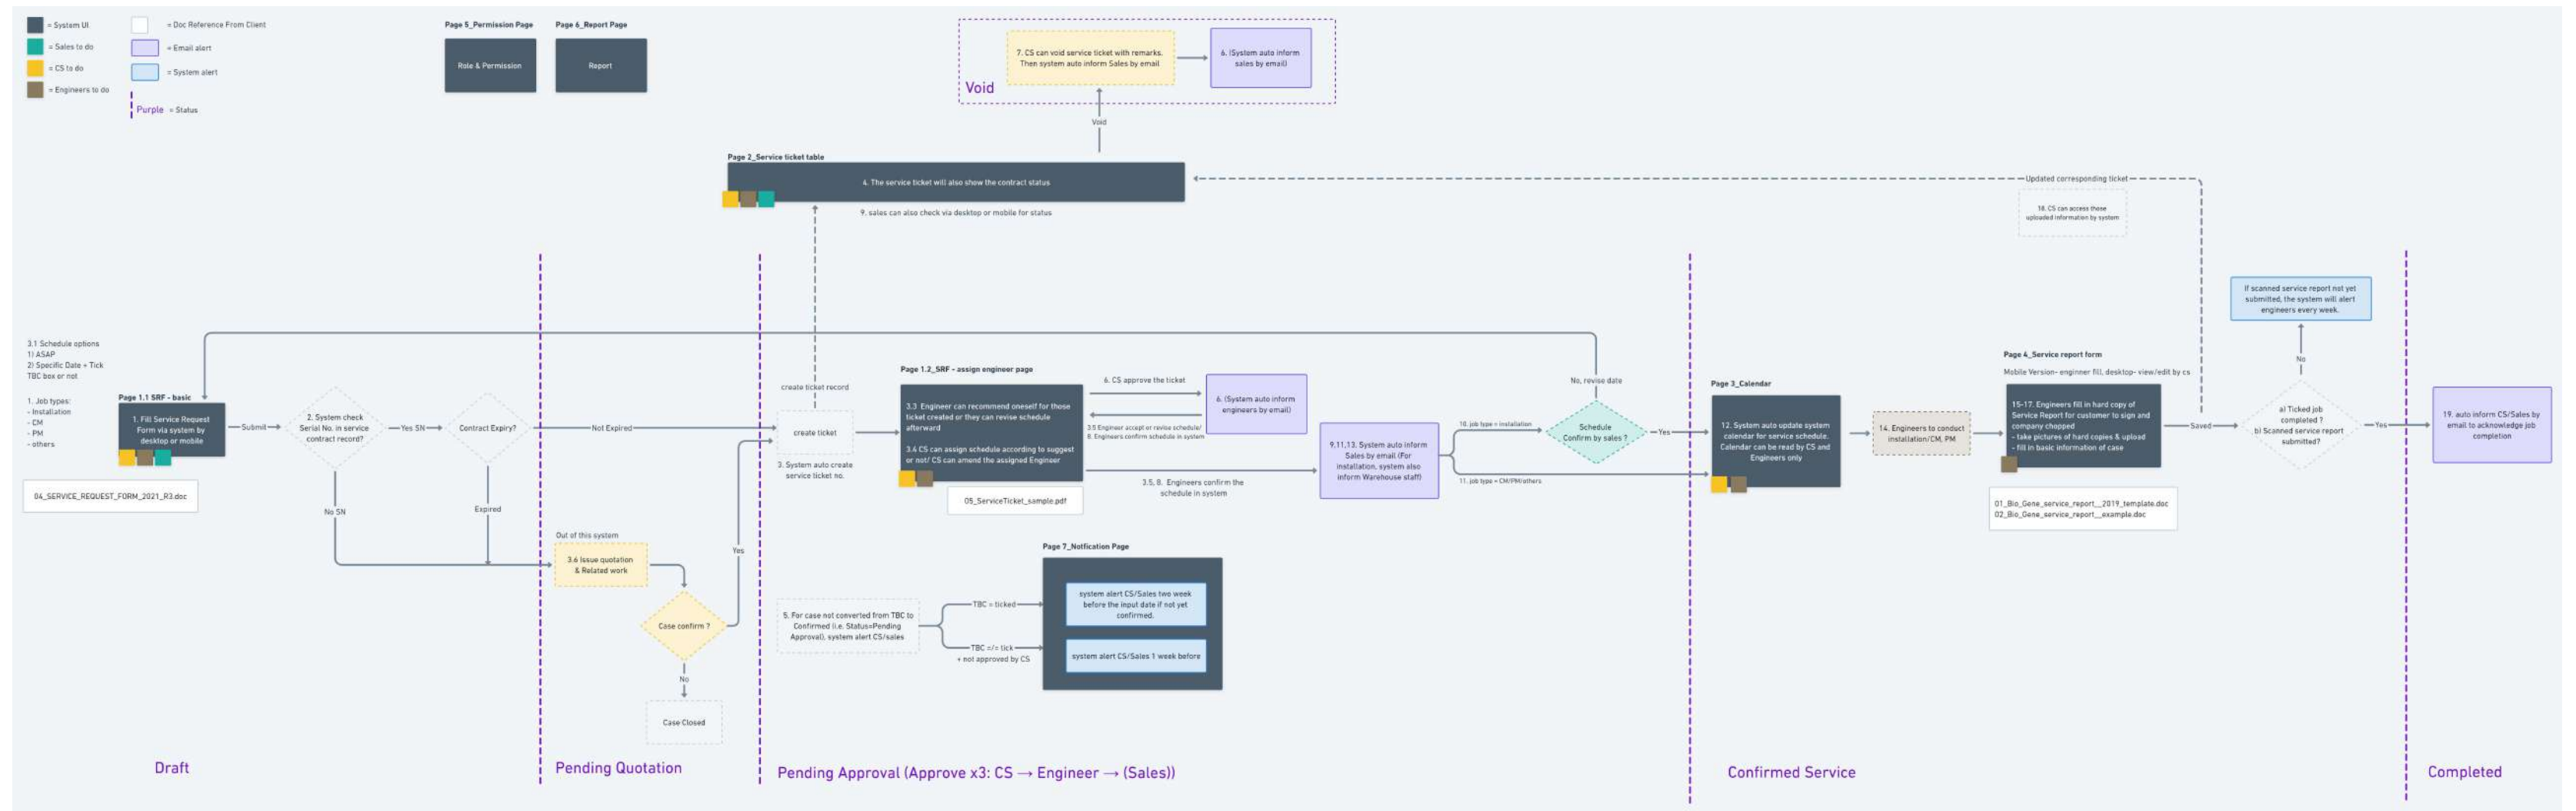 = System UI
= Sales to do
= CS to do
= Engineers to do
= Doc Reference From Client
= Email alert
= System alert
Purple = Status
Page 5_Permission Page
Role & Permission
Page 6_Report Page
Report
7. CS can void service ticket with remarks.
Then system auto inform Sales by email
6. (System auto inform
sales by email)
Void
Void
Page 2_Service ticket table
4. The service ticket will also show the contract status
9. sales can also check via desktop or mobile for status
Updated corresponding ticket
18. CS can access those
uploaded information by system
3.1 Schedule options
1) ASAP
2) Specific Date + Tick
TBC box or not
1. Job types:
- Installation
- CM
- PM
- others
Page 1.1 SRF - basic
1. Fill Service Request
Form via system by
desktop or mobile
04_SERVICE_REQUEST_FORM_2021_R3.doc
Submit
2. System check
Serial No. in service
contract record?
Yes SN
No SN
Contract Expiry?
Not Expired
Expired
Out of this system
3.6 Issue quotation
& Related work
Case confirm ?
Yes
No
Case Closed
create ticket record
create ticket
3. System auto create
service ticket no.
Page 1.2_SRF - assign engineer page
3.3 Engineer can recommend oneself for those
ticket created or they can revise schedule
afterward
3.4 CS can assign schedule according to suggest
or not/ CS can amend the assigned Engineer
05_ServiceTicket_sample.pdf
6. CS approve the ticket
6. (System auto inform
engineers by email)
3.5 Engineer accept or revise schedule/
8. Engineers confirm schedule in system
3.5, 8. Engineers confirm the
schedule in system
9,11,13. System auto inform
Sales by email (For
installation, system also
inform Warehouse staff)
10. job type = installation
11. job type = CM/PM/others
No, revise date
Schedule
Confirm by sales ?
Yes
5. For case not converted from TBC to
Confirmed (i.e. Status=Pending
Approval), system alert CS/sales
TBC = ticked
TBC =/= tick
+ not approved by CS
Page 7_Notfication Page
system alert CS/Sales two week
before the input date if not yet
confirmed.
system alert CS/Sales 1 week before
Page 3_Calendar
12. System auto update system
calendar for service schedule.
Calendar can be read by CS and
Engineers only
14. Engineers to conduct
installation/CM, PM
Page 4_Service report form
Mobile Version- enginner fill, desktop- view/edit by cs
15-17. Engineers fill in hard copy of
Service Report for customer to sign and
company chopped
- take pictures of hard copies & upload
- fill in basic information of case
01_Bio_Gene_service_report__2019_template.doc
02_Bio_Gene_service_report__example.doc
Saved
If scanned service report not yet
submitted, the system will alert
engineers every week.
No
a) Ticked job
completed ?
b) Scanned service report
submitted?
Yes
19. auto inform CS/Sales by
email to acknowledge job
completion
Draft
Pending Quotation
Pending Approval (Approve x3: CS → Engineer → (Sales))
Confirmed Service
Completed